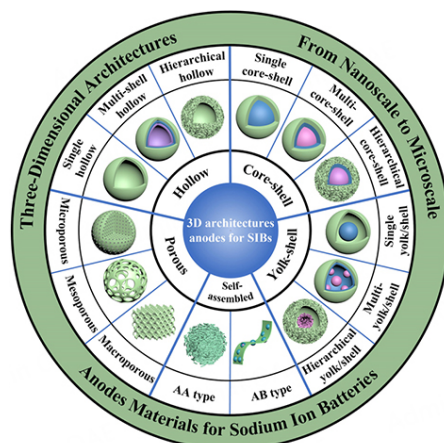 Three-Dimensional Architectures
From Nanoscale to Microscale
Anodes Materials for Sodium Ion Batteries
Single hollow
Multi-shell hollow
Hierarchical hollow
Single core-shell
Multi-core-shell
Hierarchical core-shell
Single yolk/shell
Multi-yolk/shell
Hierarchical yolk/shell
AB type
AA type
Macroporous
Mesoporous
Microporous
Hollow
Core-shell
Yolk-shell
Self-assembled
Porous
3D architectures
anodes for SIBs